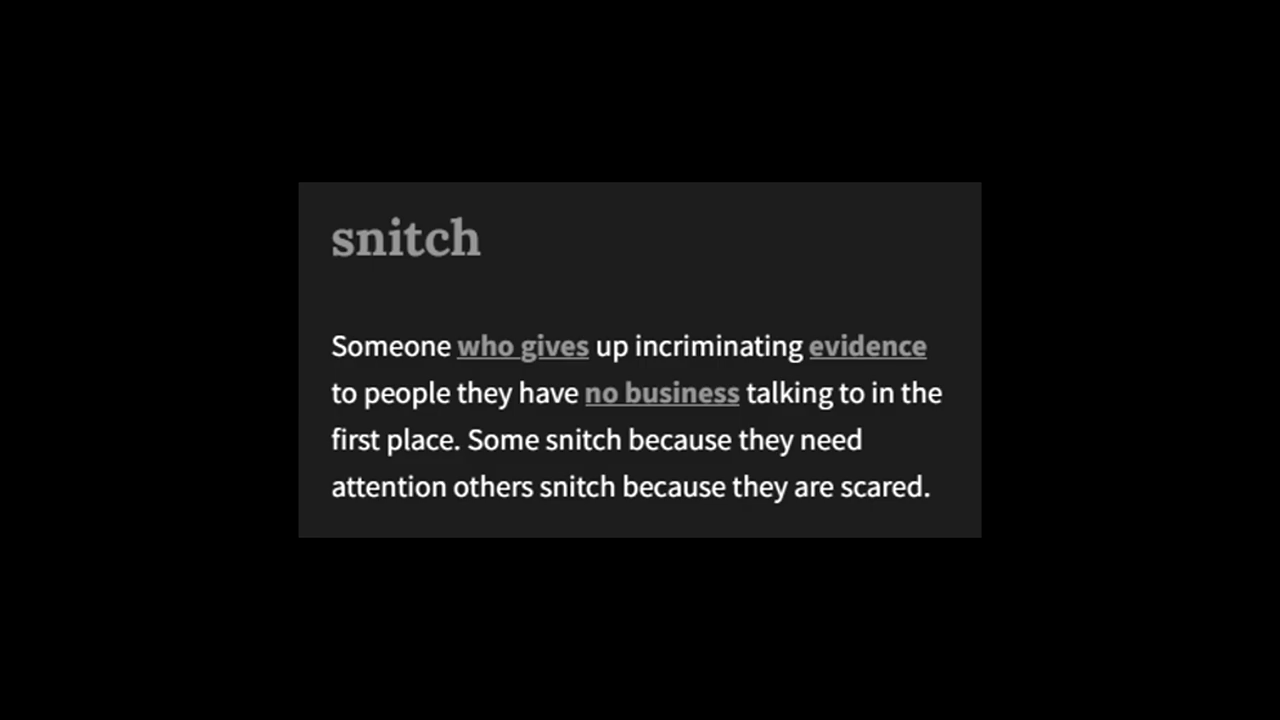 snitch
Someone who gives up incriminating evidence
to people they have no business talking to in the
first place. Some snitch because they need
attention others snitch because they are scared.